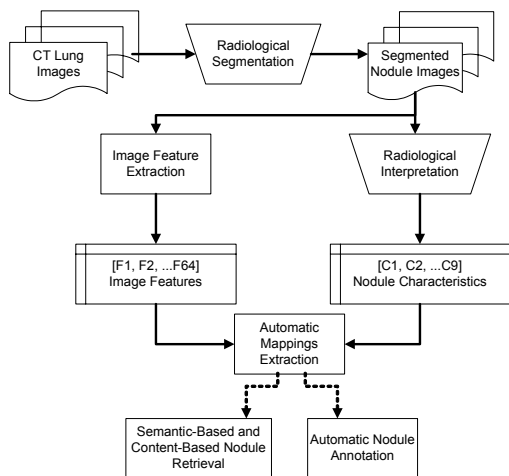 CT Lung
Images
Radiological
Segmentation
Segmented
Nodule Images
Image Feature
Extraction
Radiological
Interpretation
[F1, F2, ...F64]
Image Features
[C1, C2, ...C9]
Nodule Characteristics
Automatic
Mappings
Extraction
Semantic-Based and
Content-Based Nodule
Retrieval
Automatic Nodule
Annotation